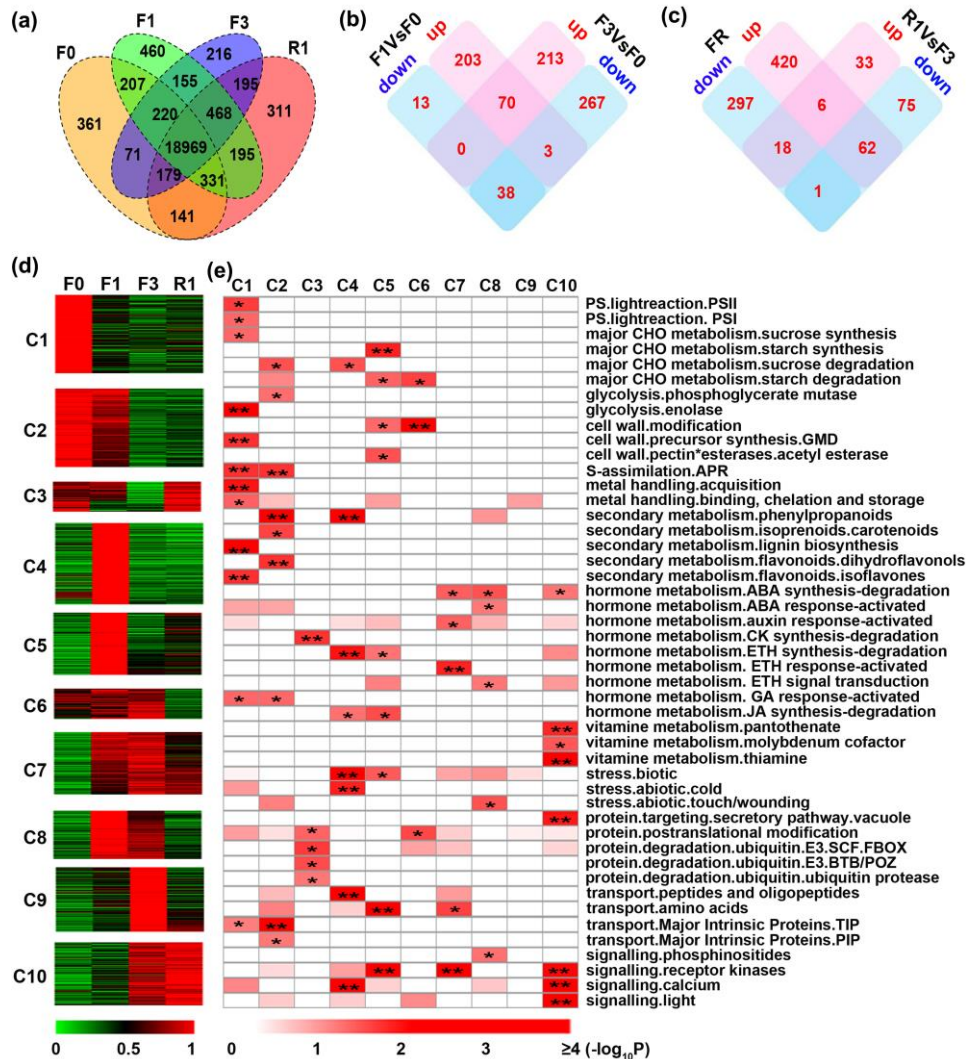 (a)
F0
F1
F3
R1
460
216
207
155
195
361
220
468
311
71
18969
195
179
331
141
(b)
F1VsF0
F3VsF0
up
up
down
down
203
213
13
70
267
0
3
38
(c)
FR
R1VsF3
up
up
down
down
420
33
297
6
75
18
62
1
(d)
F0 F1 F3 R1
C1
C2
C3
C4
C5
C6
C7
C8
C9
C10
0 0.5 1
(e)
C1 C2 C3 C4 C5 C6 C7 C8 C9 C10
* PS.lightreaction.PSII
* PS.lightreaction. PSI
* major CHO metabolism.sucrose synthesis
** major CHO metabolism.starch synthesis
* * major CHO metabolism.sucrose degradation
* * major CHO metabolism.starch degradation
* glycolysis.phosphoglycerate mutase
** glycolysis.enolase
* ** cell wall.modification
** cell wall.precursor synthesis.GMD
* cell wall.pectin*esterases.acetyl esterase
** ** S-assimilation.APR
** metal handling.acquisition
* metal handling.binding, chelation and storage
** ** secondary metabolism.phenylpropanoids
* secondary metabolism.isoprenoids.carotenoids
** secondary metabolism.lignin biosynthesis
** secondary metabolism.flavonoids.dihydroflavonols
** secondary metabolism.flavonoids.isoflavones
* * * hormone metabolism.ABA synthesis-degradation
* hormone metabolism.ABA response-activated
* hormone metabolism.auxin response-activated
** hormone metabolism.CK synthesis-degradation
** * hormone metabolism.ETH synthesis-degradation
** hormone metabolism. ETH response-activated
* hormone metabolism. ETH signal transduction
* * hormone metabolism. GA response-activated
* * hormone metabolism.JA synthesis-degradation
** vitamine metabolism.pantothenate
* vitamine metabolism.molybdenum cofactor
** vitamine metabolism.thiamine
** * stress.biotic
** stress.abiotic.cold
* stress.abiotic.touch/wounding
** protein.targeting.secretory pathway.vacuole
* * protein.postranslational modification
* protein.degradation.ubiquitin.E3.SCF.FBOX
* protein.degradation.ubiquitin.E3.BTB/POZ
* protein.degradation.ubiquitin.ubiquitin protease
** transport.peptides and oligopeptides
** * transport.amino acids
* ** transport.Major Intrinsic Proteins.TIP
* transport.Major Intrinsic Proteins.PIP
* signalling.phosphinositides
** ** ** signalling.receptor kinases
** ** signalling.calcium
** signalling.light
0 1 2 3 ≥4 (-log₁₀P)